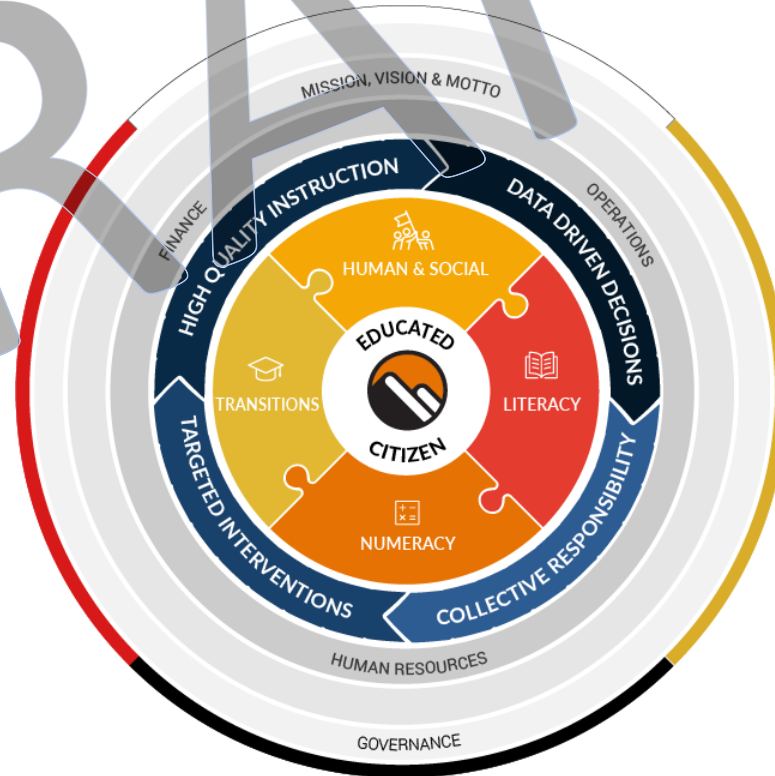 MISSION, VISION & MOTTO
FINANCE
OPERATIONS
HIGH QUALITY INSTRUCTION
DATA DRIVEN DECISIONS
HUMAN & SOCIAL
EDUCATED
TRANSITIONS
LITERACY
CITIZEN
TARGETED INTERVENTIONS
COLLECTIVE RESPONSIBILITY
NUMERACY
HUMAN RESOURCES
GOVERNANCE